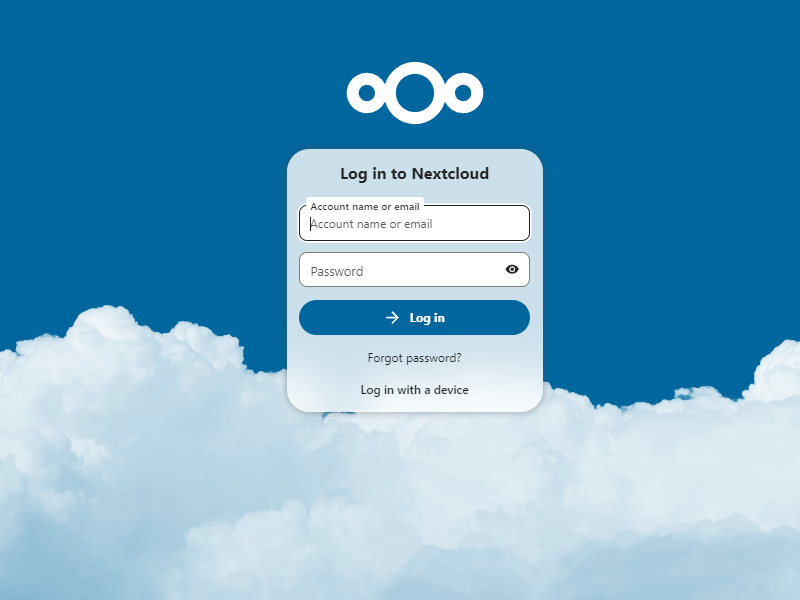 Log in to Nextcloud
Account name or email
Account name or email
Password
Log in
Forgot password?
Log in with a device